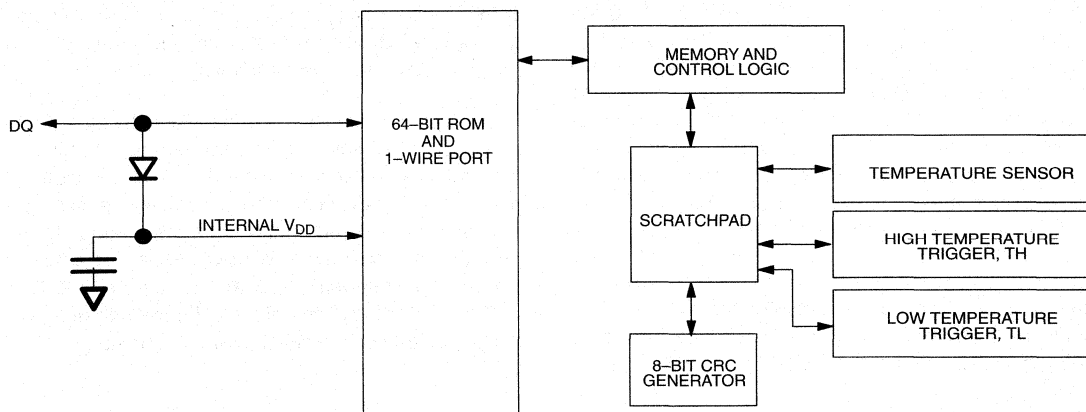 DQ
INTERNAL VDD
64–BIT ROM
AND
1–WIRE PORT
MEMORY AND
CONTROL LOGIC
SCRATCHPAD
8–BIT CRC
GENERATOR
TEMPERATURE SENSOR
HIGH TEMPERATURE
TRIGGER, TH
LOW TEMPERATURE
TRIGGER, TL